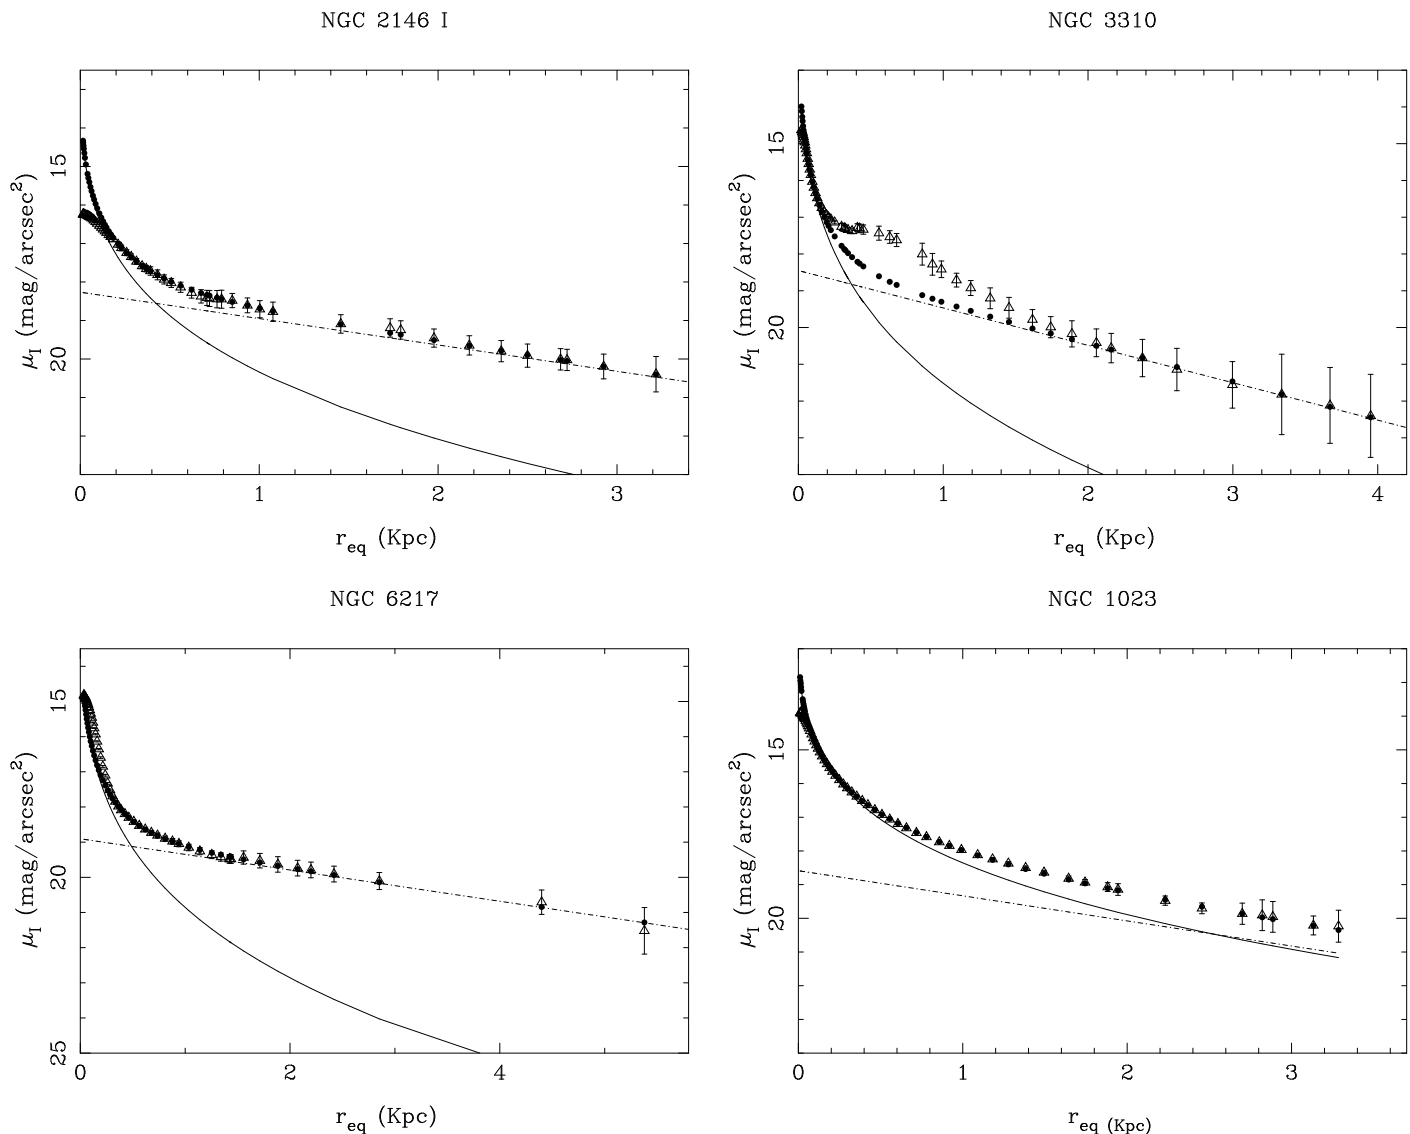 NGC 2146 I
μI (mag/arcsec2)
15
20
0 1 2 3
req (Kpc)
NGC 3310
μI (mag/arcsec2)
15
20
0 1 2 3 4
req (Kpc)
NGC 6217
μI (mag/arcsec2)
15
20
25
0 2 4
req (Kpc)
NGC 1023
μI (mag/arcsec2)
15
20
0 1 2 3
req (Kpc)